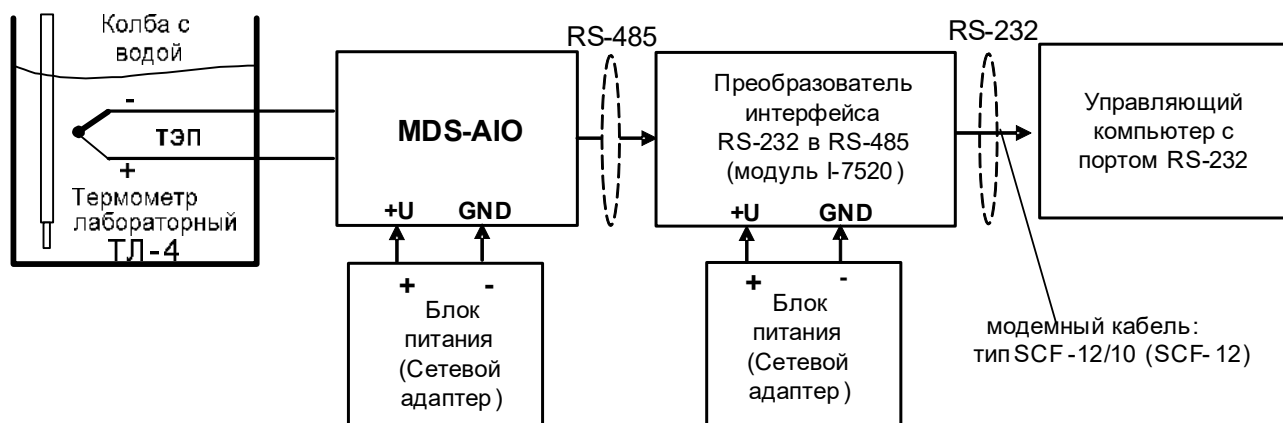 Колба с
водой
-
ТЭП
+
Термометр
лабораторный
ТЛ-4
MDS-AIO
+U GND
+ -
Блок
питания
(Сетевой
адаптер)
RS-485
Преобразователь
интерфейса
RS-232 в RS-485
(модуль I-7520)
+U GND
+ -
Блок
питания
(Сетевой
адаптер)
RS-232
Управляющий
компьютер с
портом RS-232
модемный кабель:
тип SCF-12/10 (SCF-12)